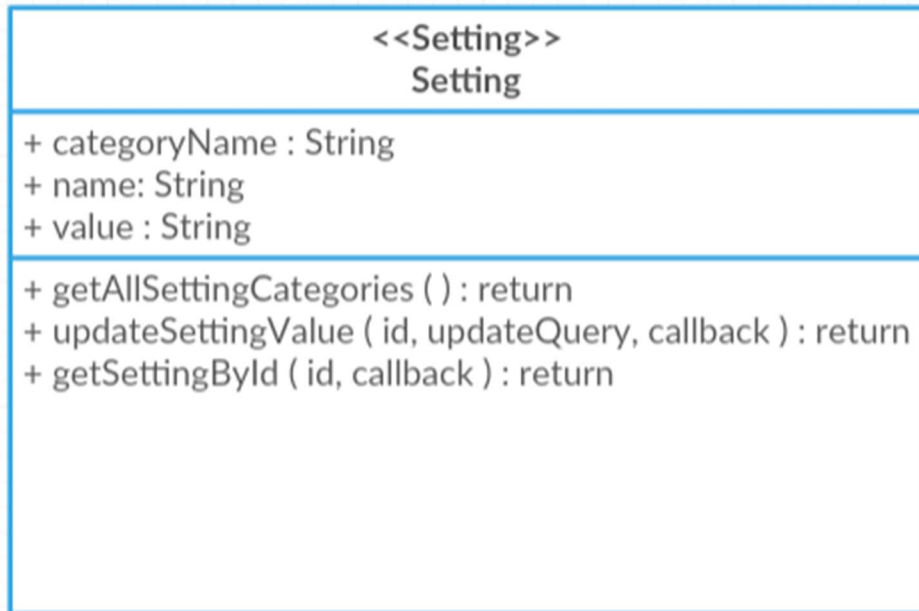 <<Setting>>
Setting
+ categoryName : String
+ name: String
+ value : String
+ getAllSettingCategories ( ) : return
+ updateSettingValue ( id, updateQuery, callback ) : return
+ getSettingById ( id, callback ) : return